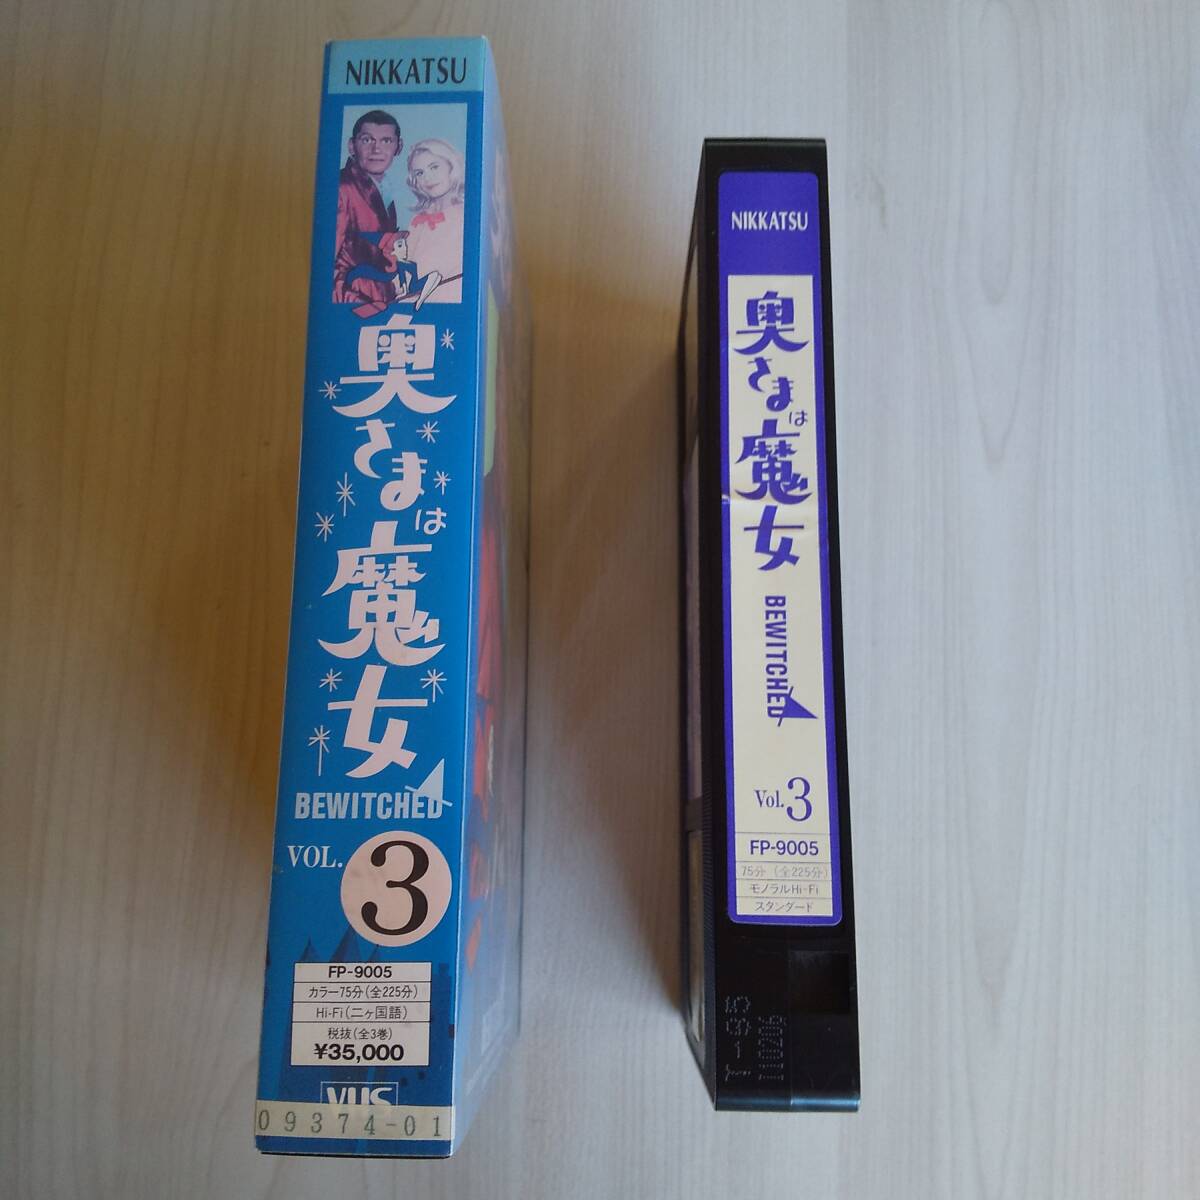 NIKKATSU
奥さまは魔女
BEWITCHED
VOL. 3
FP-9005
カラー75分(全225分)
Hi-Fi(二ヶ国語)
税抜(全3巻)
¥35,000
VHS
09374-01
NIKKATSU
奥さまは魔女
BEWITCHED
Vol. 3
FP-9005
75分 (全225分)
モノラルHi-Fi
スタンダード
T-95
110206